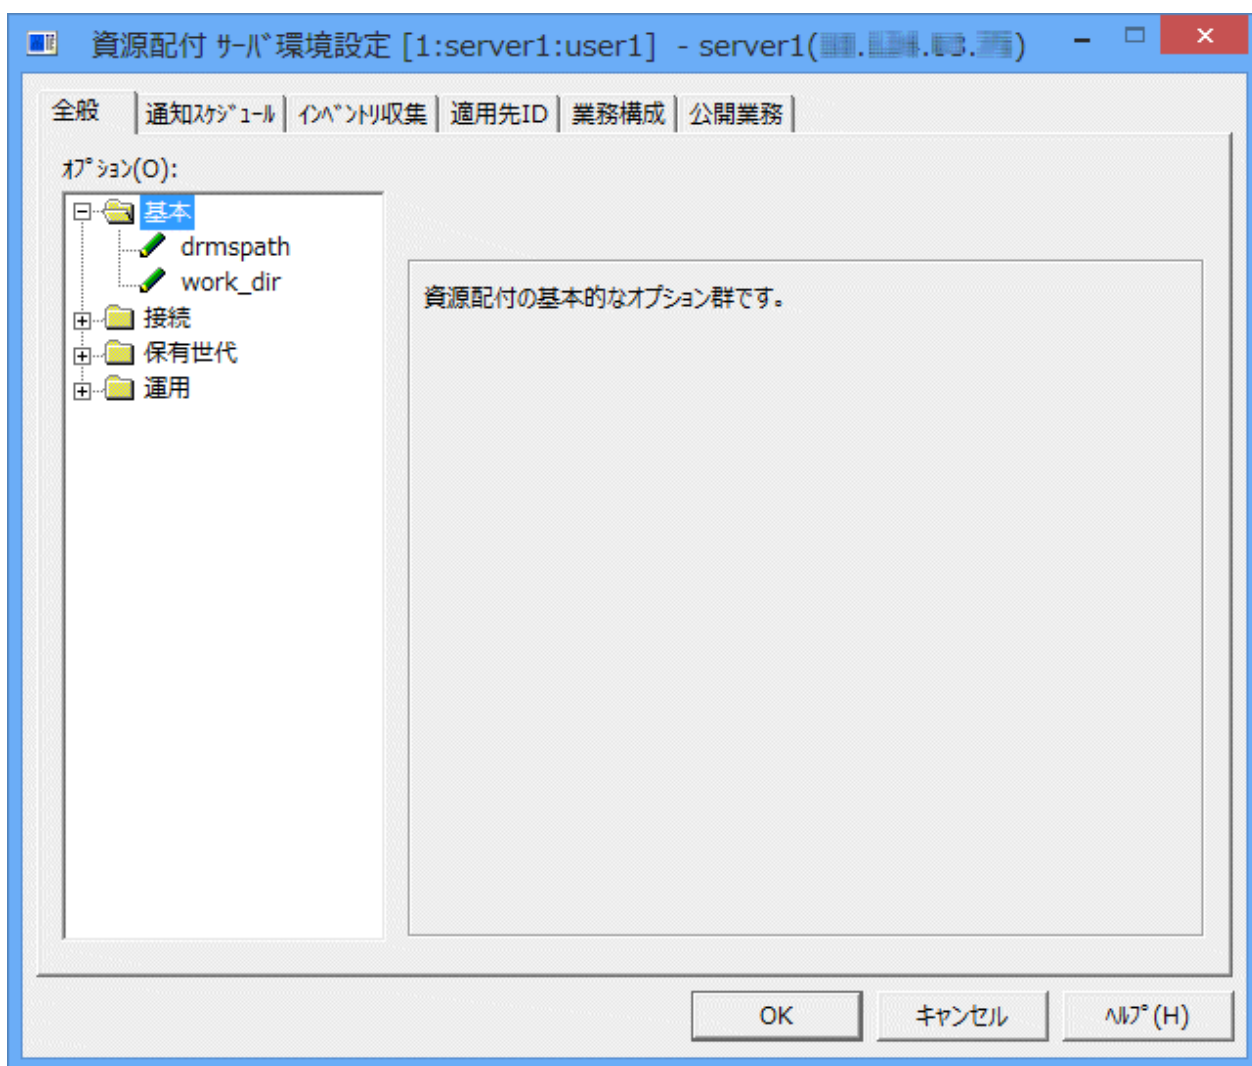 資源配付 ｻｰﾊﾞ環境設定 [1:server1:user1] - server1(
全般 通知ｽｹｼﾞｭｰﾙ ｲﾝﾍﾞﾝﾄﾘ収集 適用先ID 業務構成 公開業務
ｵﾌﾟｼｮﾝ(O):
基本
drmspath
work_dir
接続
保有世代
運用
資源配付の基本的なオプション群です。
OK キャンセル ﾍﾙﾌﾟ(H)